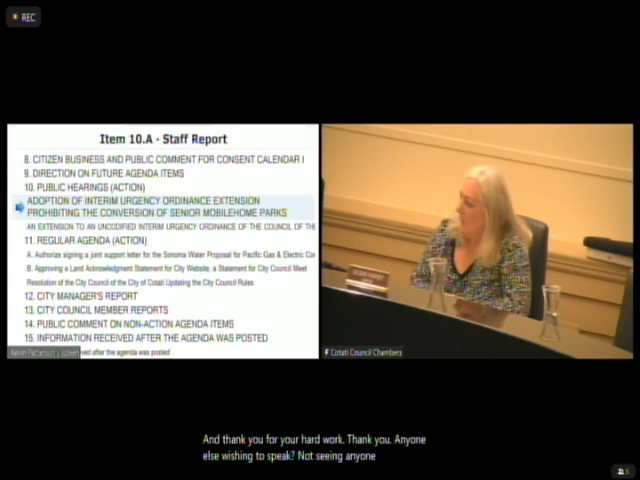 REC
Item 10.A - Staff Report
8. CITIZEN BUSINESS AND PUBLIC COMMENT FOR CONSENT CALENDAR I
9. DIRECTION ON FUTURE AGENDA ITEMS
10. PUBLIC HEARINGS (ACTION)
ADOPTION OF INTERIM URGENCY ORDINANCE EXTENSION
PROHIBITING THE CONVERSION OF SENIOR MOBILEHOME PARKS
AN EXTENSION TO AN UNCODIFIED INTERIM URGENCY ORDINANCE OF THE COUNCIL OF TH
11. REGULAR AGENDA (ACTION)
A. Authorize signing a joint support letter for the Sonoma Water Proposal for Pacific Gas & Electric Cor
B. Approving a Land Acknowledgment Statement for City Website, a Statement for City Council Meet
Resolution of the City Council of the City of Cotati Updating the City Council Rules
12. CITY MANAGER'S REPORT
13. CITY COUNCIL MEMBER REPORTS
14. PUBLIC COMMENT ON NON-ACTION AGENDA ITEMS
15. INFORMATION RECEIVED AFTER THE AGENDA WAS POSTED
ved after the agenda was posted
Cotati Council Chambers
And thank you for your hard work. Thank you. Anyone
else wishing to speak? Not seeing anyone